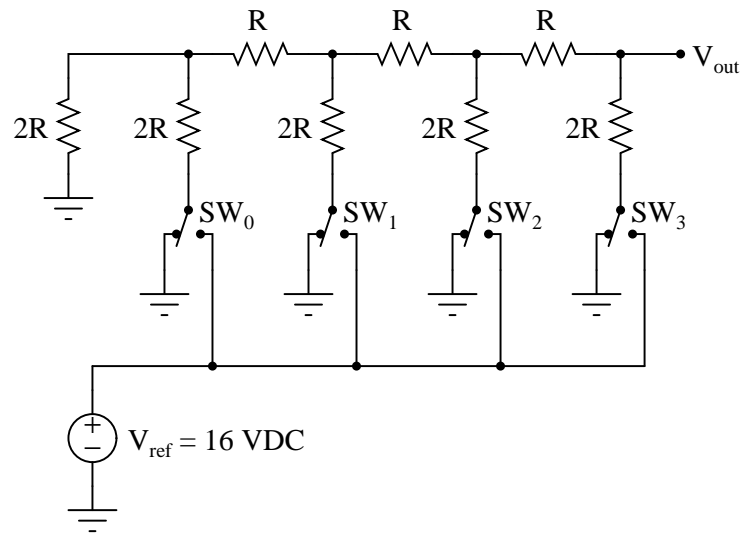 R R R
V_out
2R 2R 2R 2R 2R
SW_0 SW_1 SW_2 SW_3
+
−
V_ref = 16 VDC